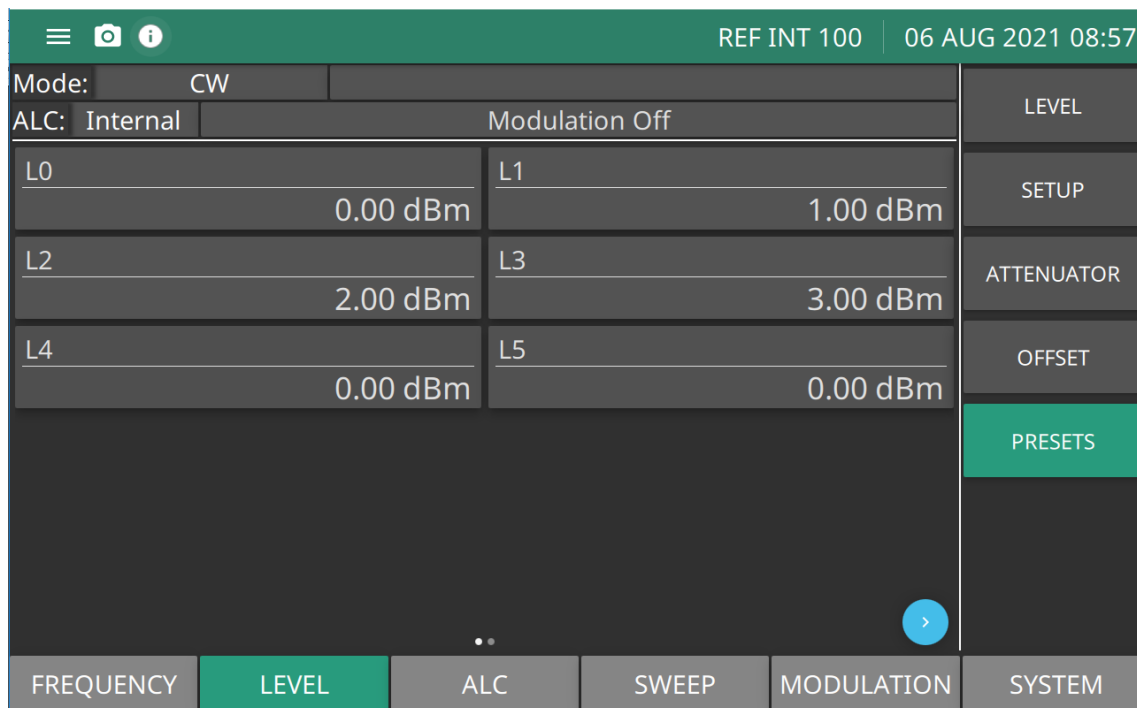 REF INT 100 06 AUG 2021 08:57
Mode: CW
ALC: Internal Modulation Off
L0
0.00 dBm
L1
1.00 dBm
L2
2.00 dBm
L3
3.00 dBm
L4
0.00 dBm
L5
0.00 dBm
LEVEL
SETUP
ATTENUATOR
OFFSET
PRESETS
FREQUENCY LEVEL ALC SWEEP MODULATION SYSTEM